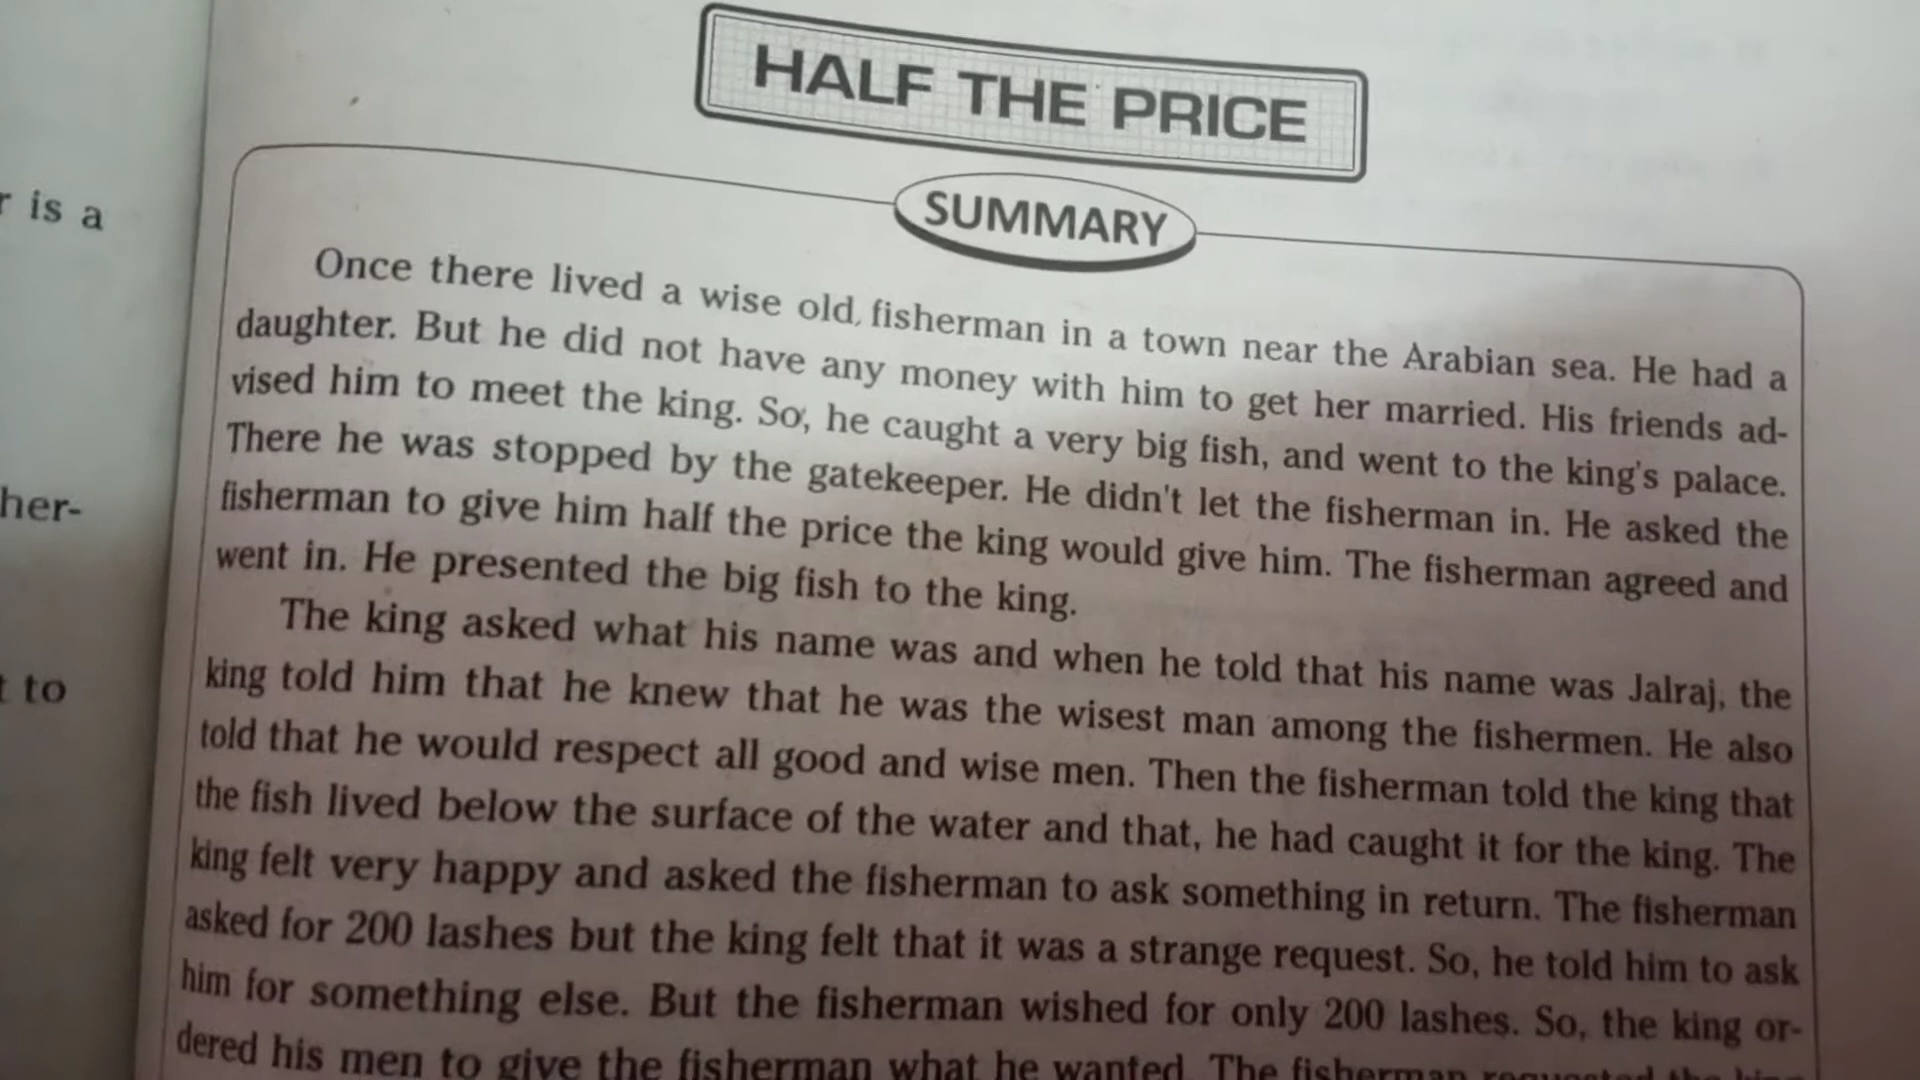 HALF THE PRICE
SUMMARY
r is a
her-
t to
Once there lived a wise old, fisherman in a town near the Arabian sea. He had a
daughter. But he did not have any money with him to get her married. His friends ad-
vised him to meet the king. So, he caught a very big fish, and went to the king's palace.
There he was stopped by the gatekeeper. He didn't let the fisherman in. He asked the
fisherman to give him half the price the king would give him. The fisherman agreed and
went in. He presented the big fish to the king.
The king asked what his name was and when he told that his name was Jalraj, the
king told him that he knew that he was the wisest man among the fishermen. He also
told that he would respect all good and wise men. Then the fisherman told the king that
the fish lived below the surface of the water and that, he had caught it for the king. The
king felt very happy and asked the fisherman to ask something in return. The fisherman
asked for 200 lashes but the king felt that it was a strange request. So, he told him to ask
him for something else. But the fisherman wished for only 200 lashes. So, the king or-
dered his men to give the fisherman what he wanted. The fisherman requested the king